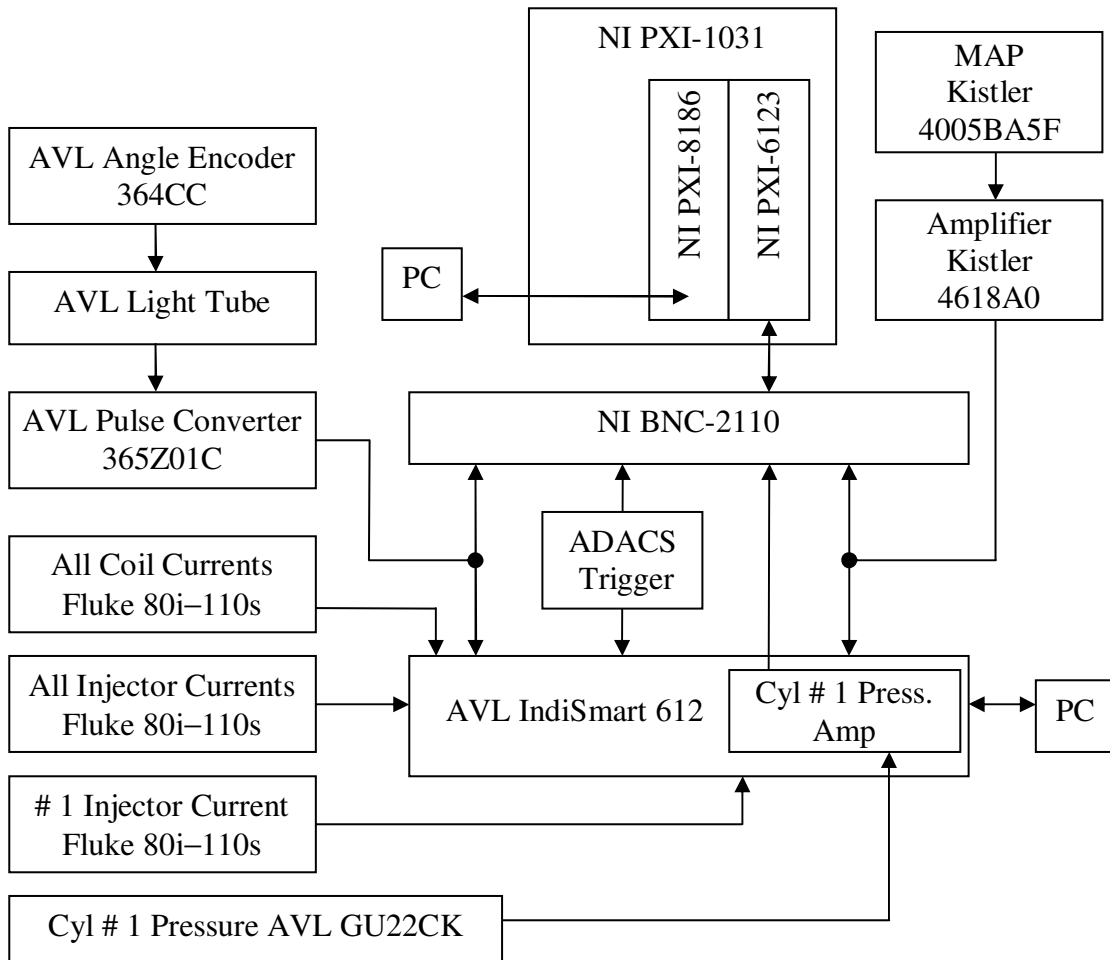 NI PXI-1031
NI PXI-8186
NI PXI-6123
MAP
Kistler
4005BA5F
AVL Angle Encoder
364CC
Amplifier
Kistler
4618A0
PC
AVL Light Tube
AVL Pulse Converter
365Z01C
NI BNC-2110
ADACS
Trigger
All Coil Currents
Fluke 80i–110s
All Injector Currents
Fluke 80i–110s
AVL IndiSmart 612
Cyl # 1 Press.
Amp
PC
# 1 Injector Current
Fluke 80i–110s
Cyl # 1 Pressure AVL GU22CK